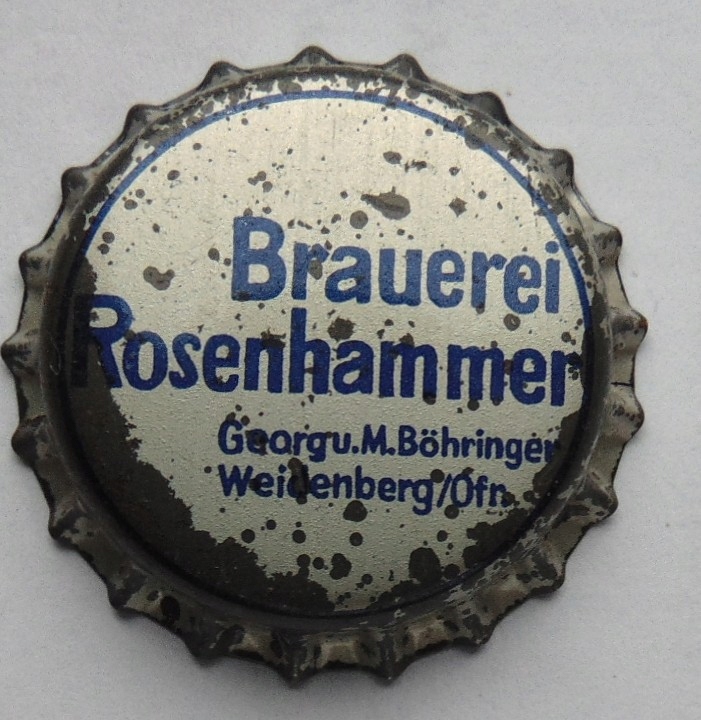 Brauerei
Rosenhammer
Georg u. M. Böhringer
Weidenberg/Ofr.